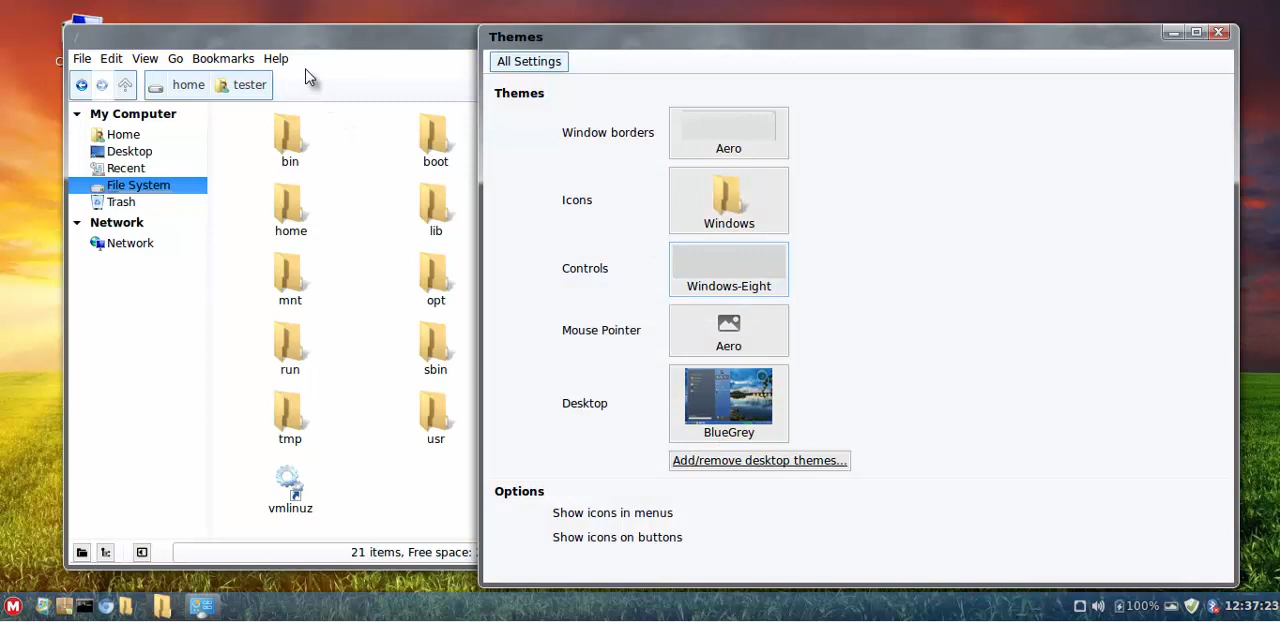 /
File Edit View Go Bookmarks Help
home tester
My Computer
Home
Desktop
Recent
File System
Trash
Network
Network
bin boot
home lib
mnt opt
run sbin
tmp usr
vmlinuz
21 items, Free space:
Themes
All Settings
Themes
Window borders
Aero
Icons
Windows
Controls
Windows-Eight
Mouse Pointer
Aero
Desktop
BlueGrey
Add/remove desktop themes...
Options
Show icons in menus
Show icons on buttons
M
100% 12:37:23